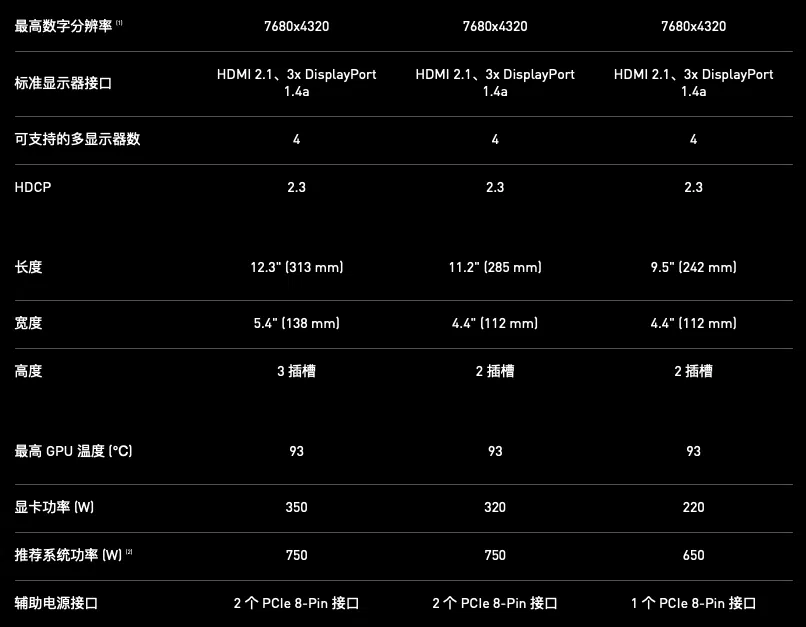 最高数字分辨率 (1) 7680x4320 7680x4320 7680x4320
标准显示器接口 HDMI 2.1、3x DisplayPort 1.4a HDMI 2.1、3x DisplayPort 1.4a HDMI 2.1、3x DisplayPort 1.4a
可支持的多显示器数 4 4 4
HDCP 2.3 2.3 2.3
长度 12.3" (313 mm) 11.2" (285 mm) 9.5" (242 mm)
宽度 5.4" (138 mm) 4.4" (112 mm) 4.4" (112 mm)
高度 3 插槽 2 插槽 2 插槽
最高 GPU 温度 (°C) 93 93 93
显卡功率 (W) 350 320 220
推荐系统功率 (W) (2) 750 750 650
辅助电源接口 2 个 PCIe 8-Pin 接口 2 个 PCIe 8-Pin 接口 1 个 PCIe 8-Pin 接口